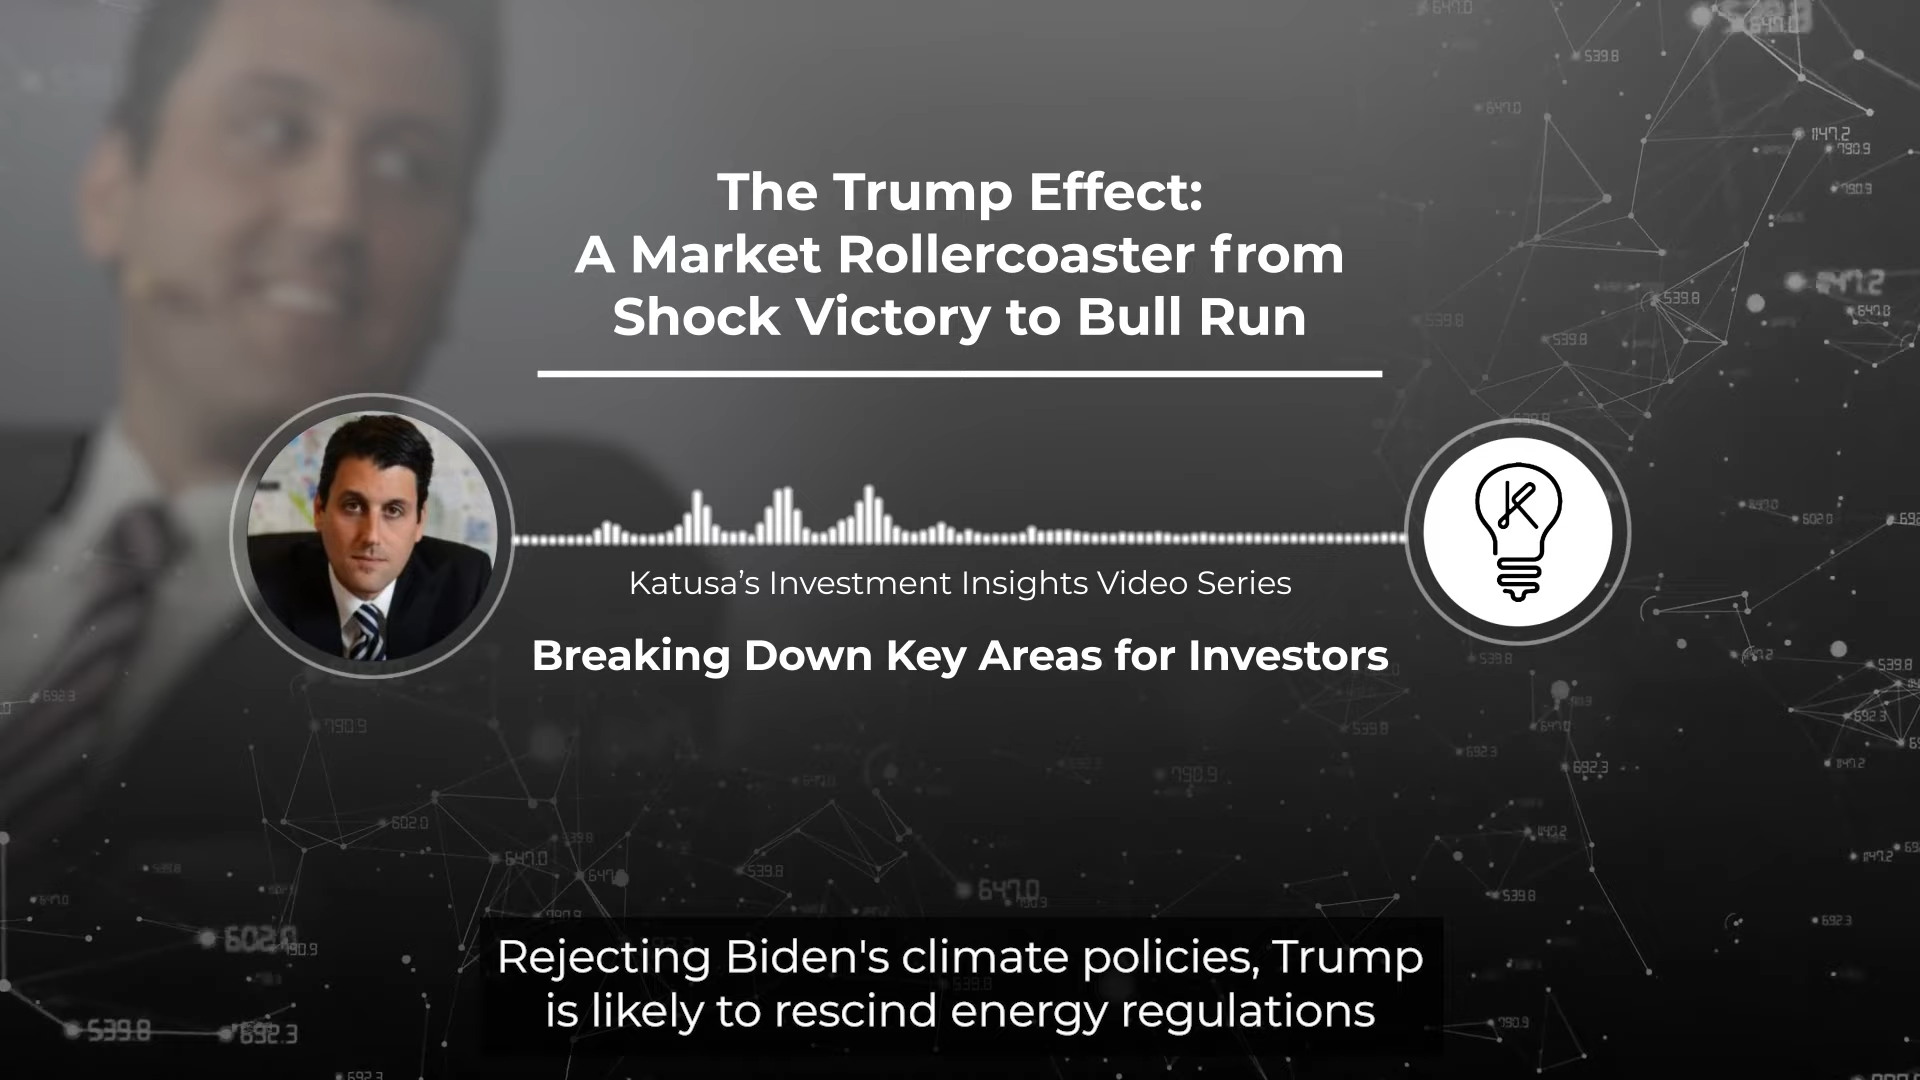 The Trump Effect:
A Market Rollercoaster from
Shock Victory to Bull Run
Katusa’s Investment Insights Video Series
Breaking Down Key Areas for Investors
Rejecting Biden's climate policies, Trump
is likely to rescind energy regulations